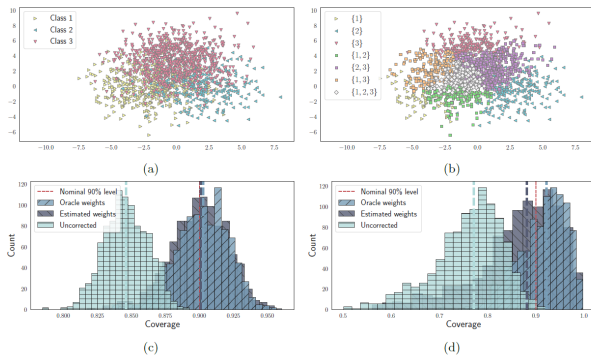 10
8
6
4
2
0
−2
−4
−6
Class 1
Class 2
Class 3
−10.0 −7.5 −5.0 −2.5 0.0 2.5 5.0 7.5
(a)
10
8
6
4
2
0
−2
−4
−6
{1}
{2}
{3}
{1, 2}
{2, 3}
{1, 3}
{1, 2, 3}
−10.0 −7.5 −5.0 −2.5 0.0 2.5 5.0 7.5
(b)
Count
120
100
80
60
40
20
0
Nominal 90% level
Oracle weights
Estimated weights
Uncorrected
0.800 0.825 0.850 0.875 0.900 0.925 0.950
Coverage
(c)
Count
120
100
80
60
40
20
0
Nominal 90% level
Oracle weights
Estimated weights
Uncorrected
0.5 0.6 0.7 0.8 0.9 1.0
Coverage
(d)